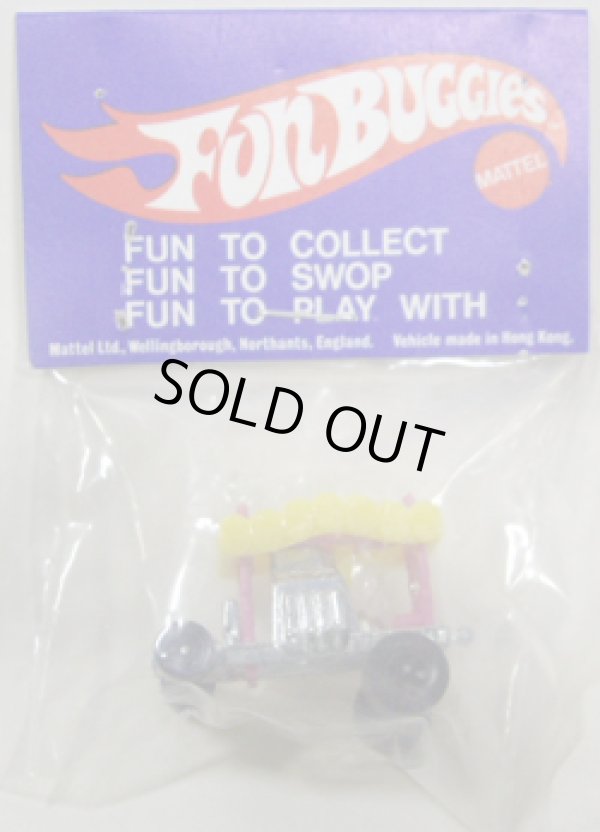 FUN BUGGIES
MATTEL
FUN TO COLLECT
FUN TO SWOP
FUN TO PLAY WITH
Mattel Ltd., Wellingborough, Northants, England. Vehicle made in Hong Kong.
SOLD OUT